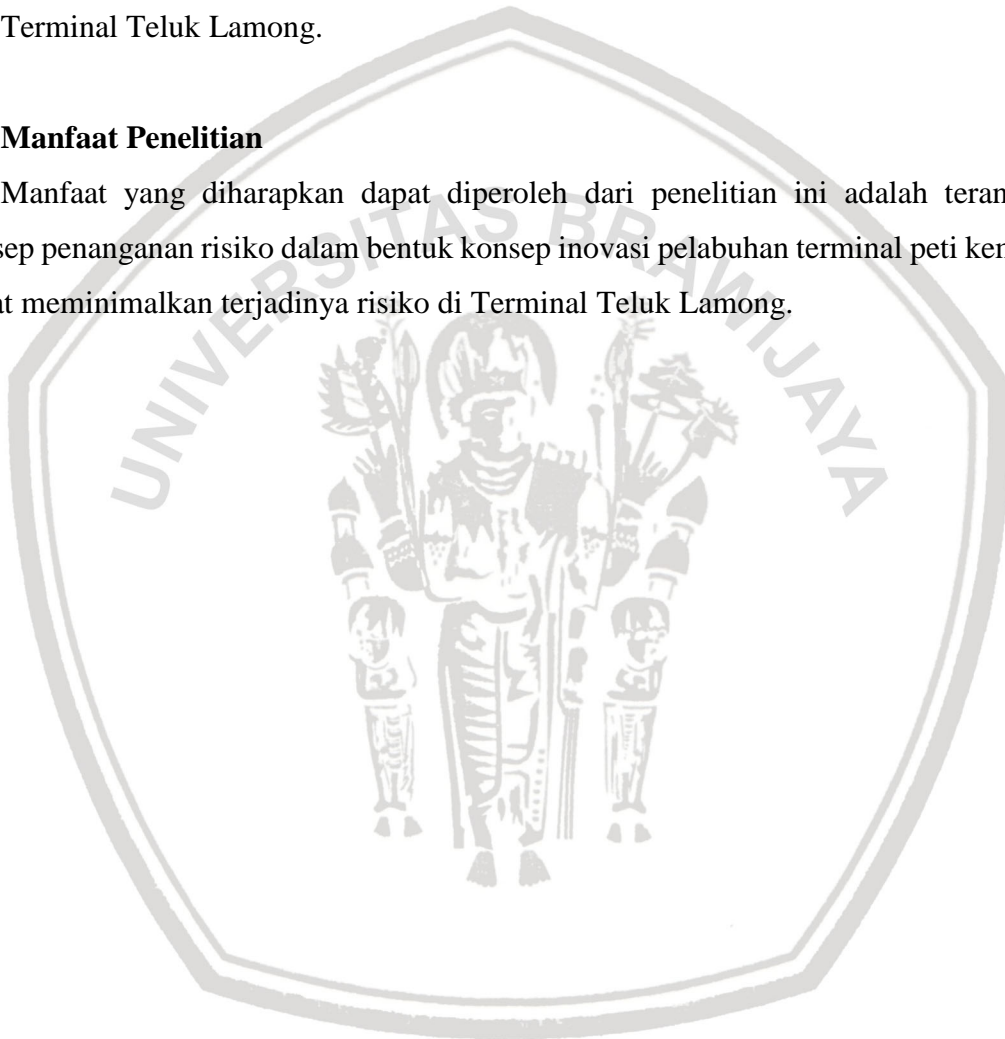 Terminal Teluk Lamong.
Manfaat Penelitian
Manfaat yang diharapkan dapat diperoleh dari penelitian ini adalah teran
sep penanganan risiko dalam bentuk konsep inovasi pelabuhan terminal peti ken
at meminimalkan terjadinya risiko di Terminal Teluk Lamong.
UNIVERSITAS BRAWIJAYA